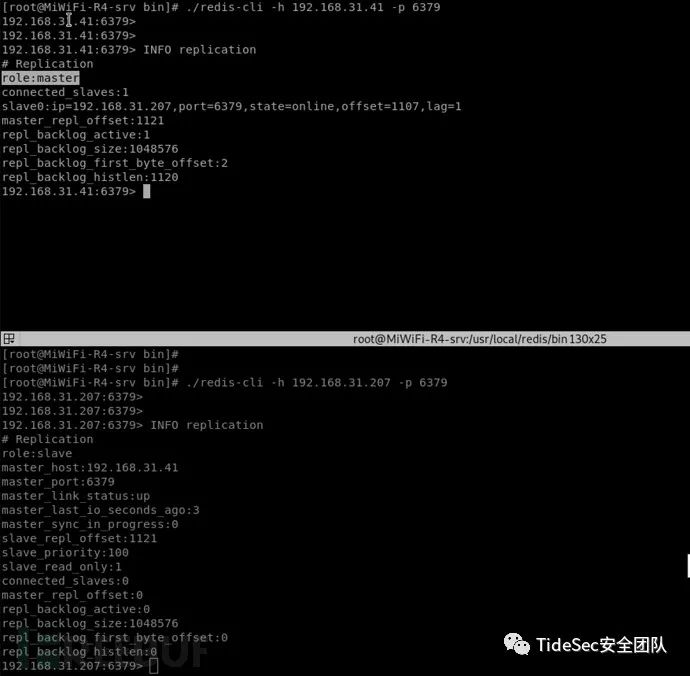 [root@MiWiFi-R4-srv bin]# ./redis-cli -h 192.168.31.41 -p 6379
192.168.31.41:6379>
192.168.31.41:6379>
192.168.31.41:6379> INFO replication
# Replication
role:master
connected_slaves:1
slave0:ip=192.168.31.207,port=6379,state=online,offset=1107,lag=1
master_repl_offset:1121
repl_backlog_active:1
repl_backlog_size:1048576
repl_backlog_first_byte_offset:2
repl_backlog_histlen:1120
192.168.31.41:6379>
root@MiWiFi-R4-srv:/usr/local/redis/bin 130x25
[root@MiWiFi-R4-srv bin]#
[root@MiWiFi-R4-srv bin]#
[root@MiWiFi-R4-srv bin]# ./redis-cli -h 192.168.31.207 -p 6379
192.168.31.207:6379>
192.168.31.207:6379>
192.168.31.207:6379> INFO replication
# Replication
role:slave
master_host:192.168.31.41
master_port:6379
master_link_status:up
master_last_io_seconds_ago:3
master_sync_in_progress:0
slave_repl_offset:1121
slave_priority:100
slave_read_only:1
connected_slaves:0
master_repl_offset:0
repl_backlog_active:0
repl_backlog_size:1048576
repl_backlog_first_byte_offset:0
repl_backlog_histlen:0
192.168.31.207:6379>
TideSec安全团队